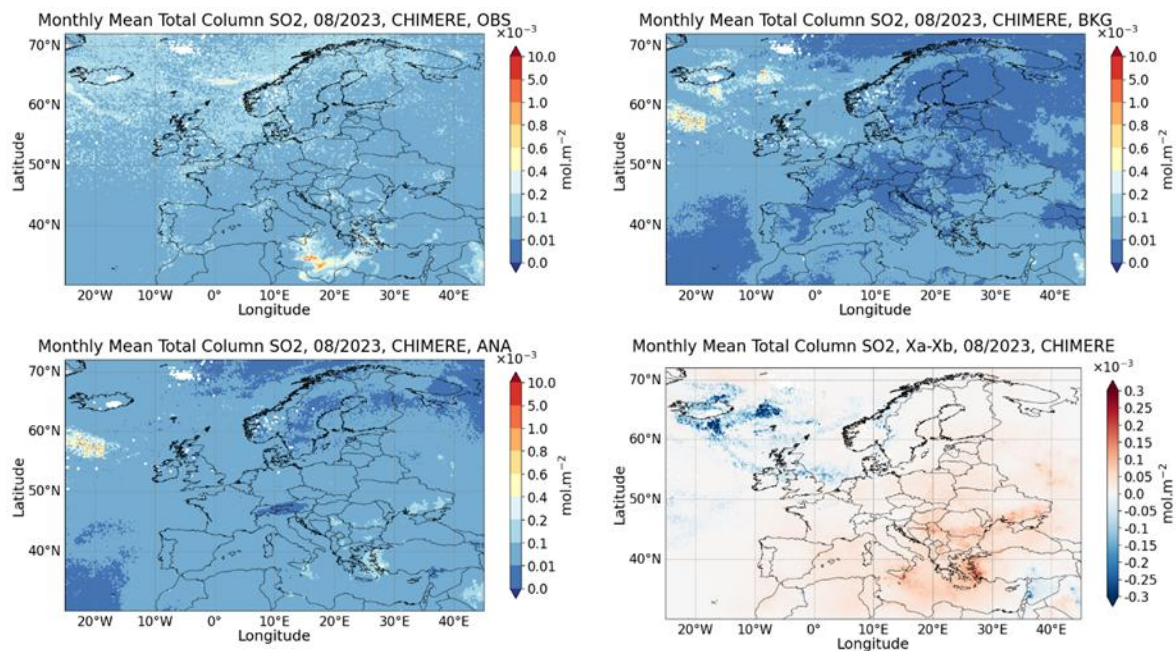 Monthly Mean Total Column SO2, 08/2023, CHIMERE, OBS
×10⁻³
70°N
60°N
50°N
40°N
Latitude
20°W 10°W 0° 10°E 20°E 30°E 40°E
Longitude
10.0
5.0
1.0
0.8
0.6
0.4
0.2
0.1
0.01
0.0
mol.m⁻²
Monthly Mean Total Column SO2, 08/2023, CHIMERE, BKG
×10⁻³
70°N
60°N
50°N
40°N
Latitude
20°W 10°W 0° 10°E 20°E 30°E 40°E
Longitude
10.0
5.0
1.0
0.8
0.6
0.4
0.2
0.1
0.01
0.0
mol.m⁻²
Monthly Mean Total Column SO2, 08/2023, CHIMERE, ANA
×10⁻³
70°N
60°N
50°N
40°N
Latitude
20°W 10°W 0° 10°E 20°E 30°E 40°E
Longitude
10.0
5.0
1.0
0.8
0.6
0.4
0.2
0.1
0.01
0.0
mol.m⁻²
Monthly Mean Total Column SO2, Xa-Xb, 08/2023, CHIMERE
×10⁻³
70°N
60°N
50°N
40°N
Latitude
20°W 10°W 0° 10°E 20°E 30°E 40°E
Longitude
0.3
0.25
0.2
0.15
0.1
0.05
0.0
-0.05
-0.1
-0.15
-0.2
-0.25
-0.3
mol.m⁻²